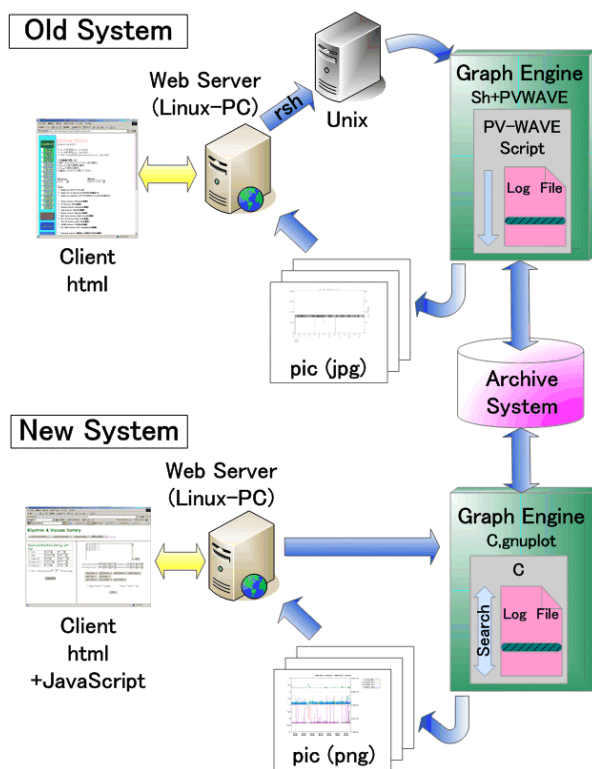 Old System
Web Server
(Linux-PC)
rsh
Unix
Graph Engine
Sh+PVWAVE
PV-WAVE
Script
Log File
Client
html
pic (jpg)
Archive
System
New System
Web Server
(Linux-PC)
Graph Engine
C,gnuplot
C
Search
Log File
Client
html
+JavaScript
pic (png)